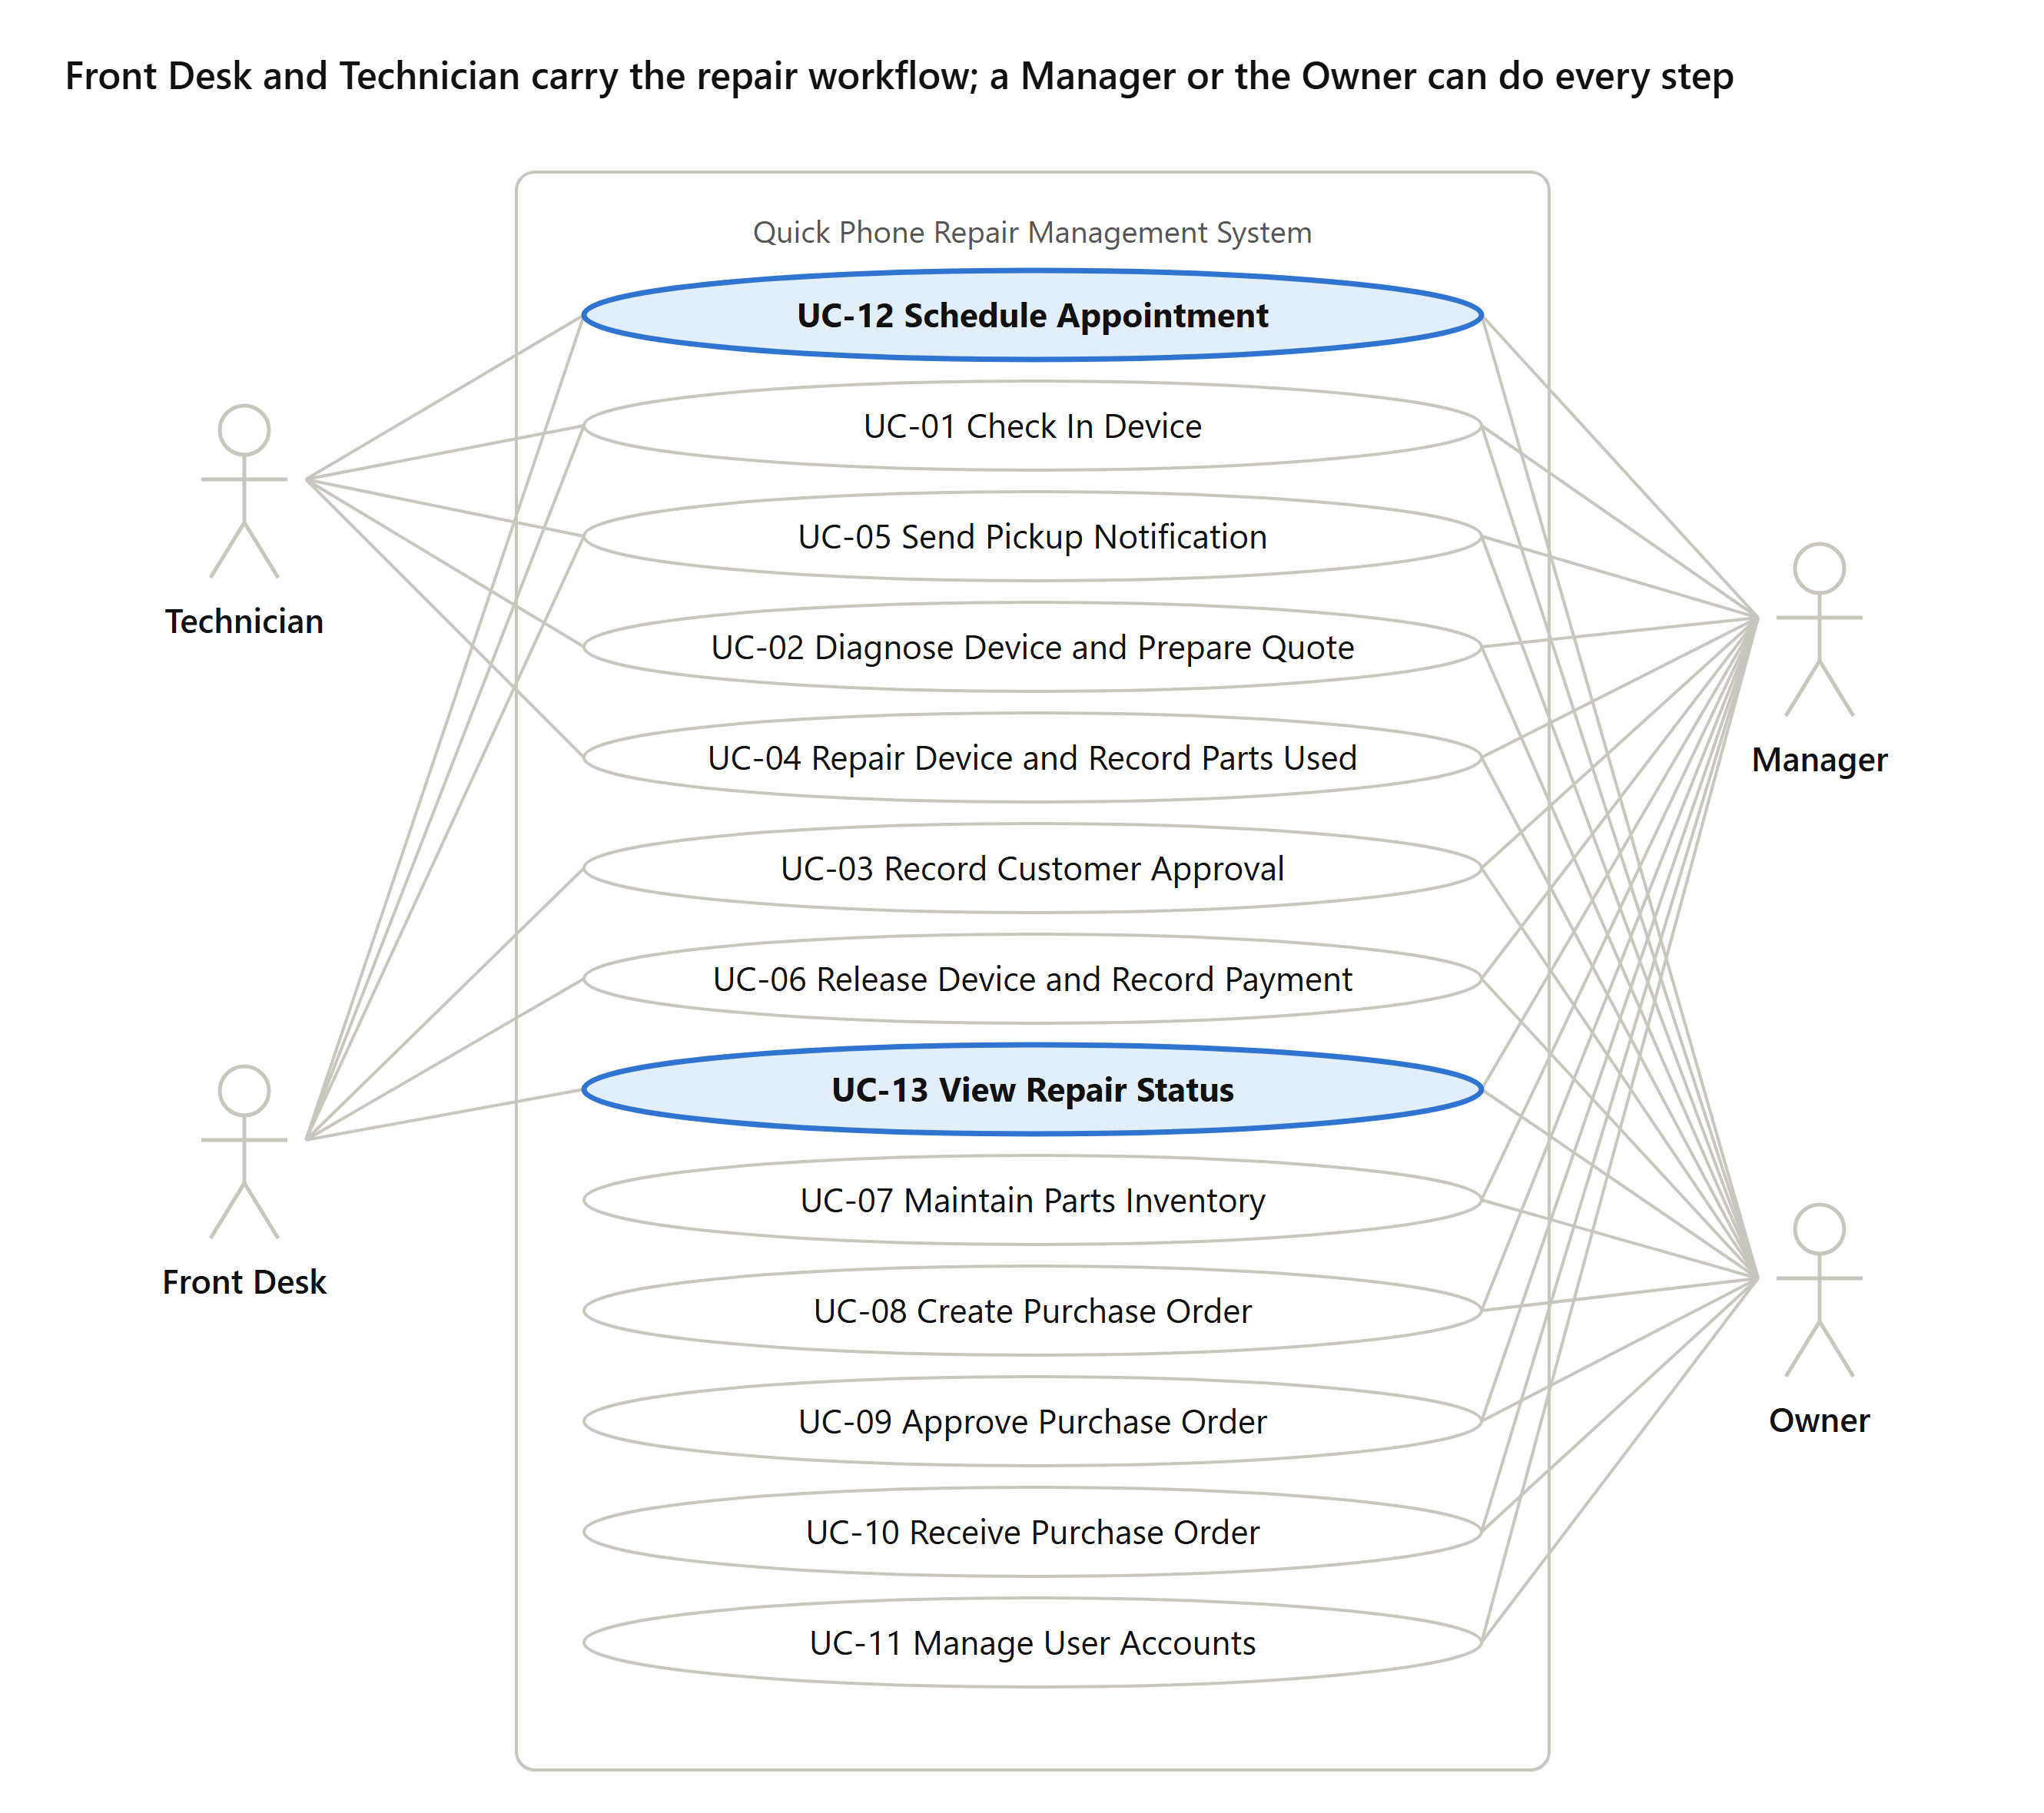 Front Desk and Technician carry the repair workflow; a Manager or the Owner can do every step
Quick Phone Repair Management System
UC-12 Schedule Appointment
UC-01 Check In Device
UC-05 Send Pickup Notification
Technician
UC-02 Diagnose Device and Prepare Quote
UC-04 Repair Device and Record Parts Used
Manager
UC-03 Record Customer Approval
UC-06 Release Device and Record Payment
UC-13 View Repair Status
UC-07 Maintain Parts Inventory
Front Desk
UC-08 Create Purchase Order
UC-09 Approve Purchase Order
Owner
UC-10 Receive Purchase Order
UC-11 Manage User Accounts